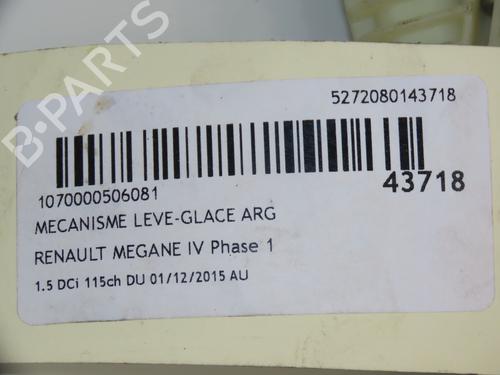 B-PARTS
5272080143718
1070000506081
43718
MECANISME LEVE-GLACE ARG
RENAULT MEGANE IV Phase 1
1.5 DCi 115ch DU 01/12/2015 AU